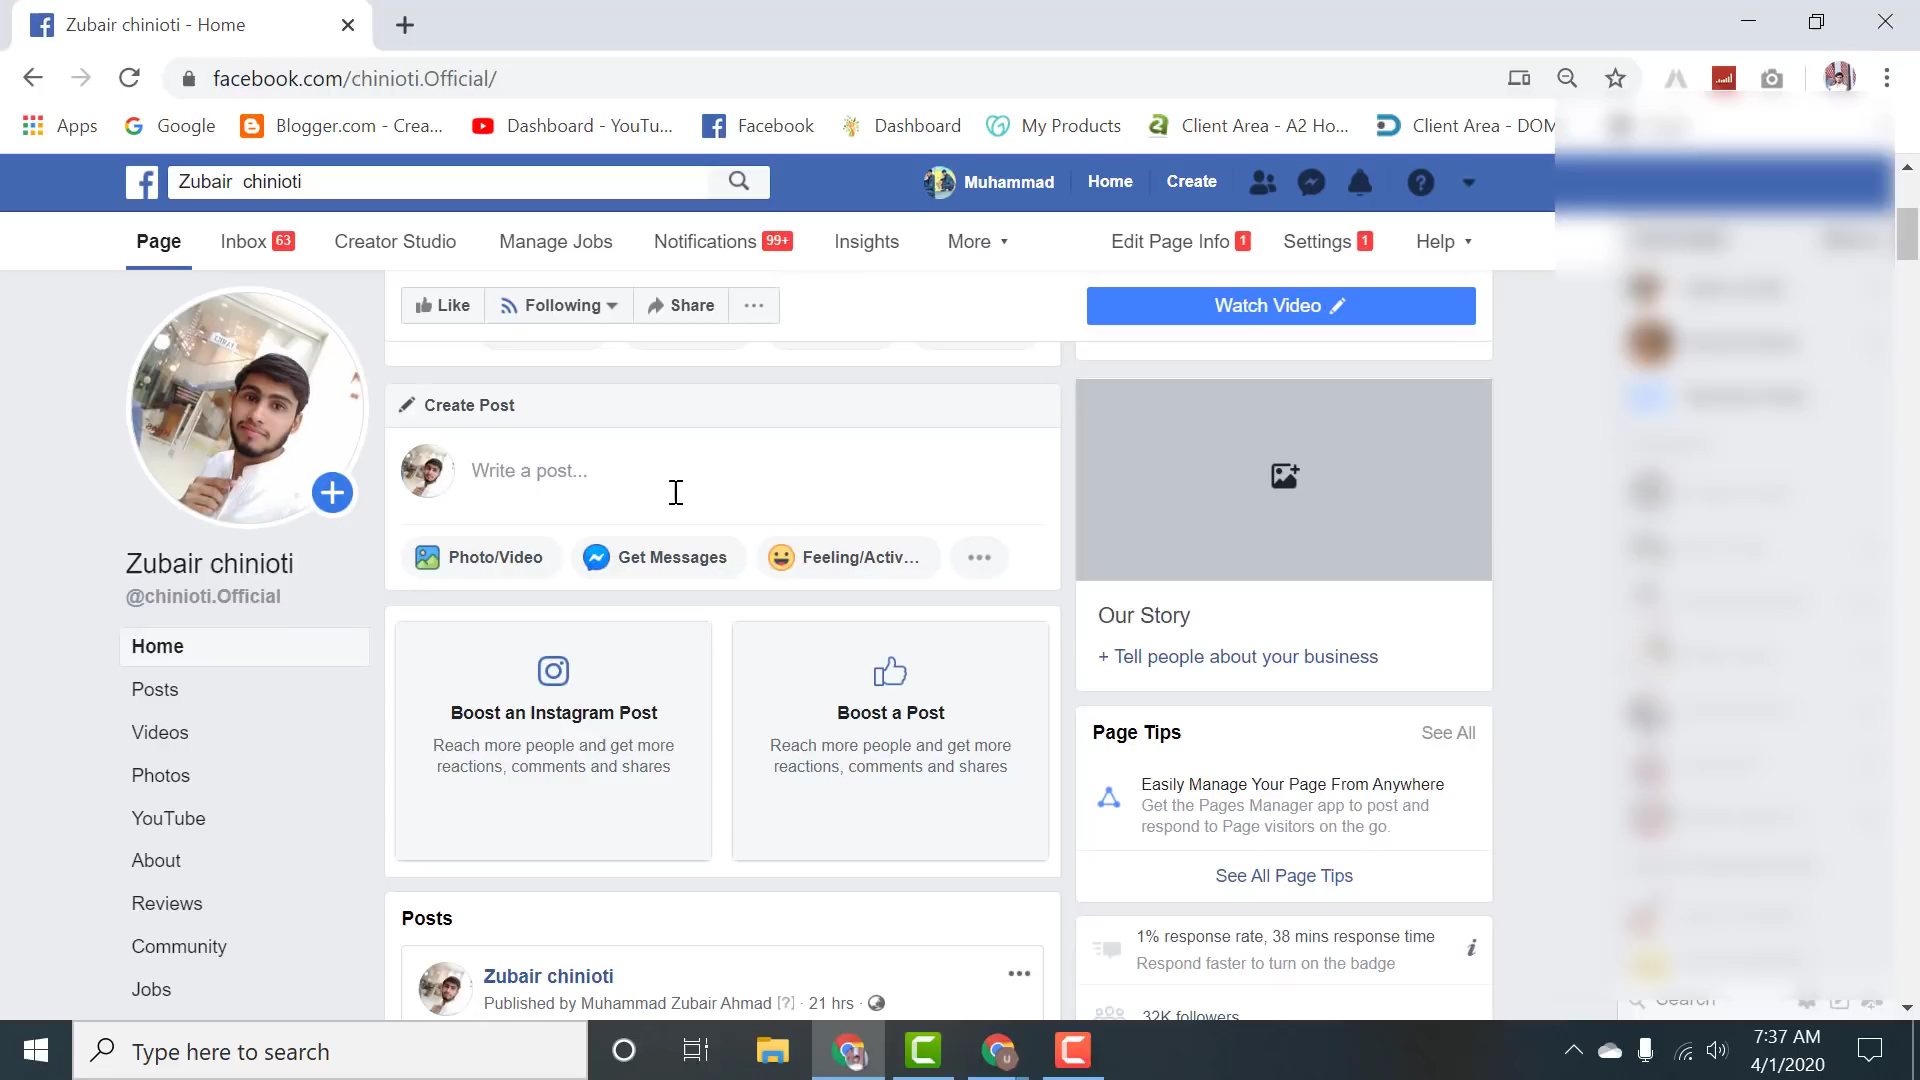 Zubair chinioti - Home
facebook.com/chinioti.Official/
Apps
Google
Blogger.com - Crea...
Dashboard - YouTu...
Facebook
Dashboard
My Products
Client Area - A2 Ho...
Client Area - DOM
Zubair  chinioti
Muhammad
Home
Create
Page
Inbox 63
Creator Studio
Manage Jobs
Notifications 99+
Insights
More
Edit Page Info 1
Settings 1
Help
Like
Following
Share
Watch Video
Create Post
Write a post...
Photo/Video
Get Messages
Feeling/Activ...
Zubair chinioti
@chinioti.Official
Home
Posts
Videos
Photos
YouTube
About
Reviews
Community
Jobs
Boost an Instagram Post
Reach more people and get more
reactions, comments and shares
Boost a Post
Reach more people and get more
reactions, comments and shares
Our Story
+ Tell people about your business
Page Tips
See All
Easily Manage Your Page From Anywhere
Get the Pages Manager app to post and
respond to Page visitors on the go.
See All Page Tips
Posts
Zubair chinioti
Published by Muhammad Zubair Ahmad [?] · 21 hrs ·
1% response rate, 38 mins response time
Respond faster to turn on the badge
32K followers
Search
Type here to search
7:37 AM
4/1/2020